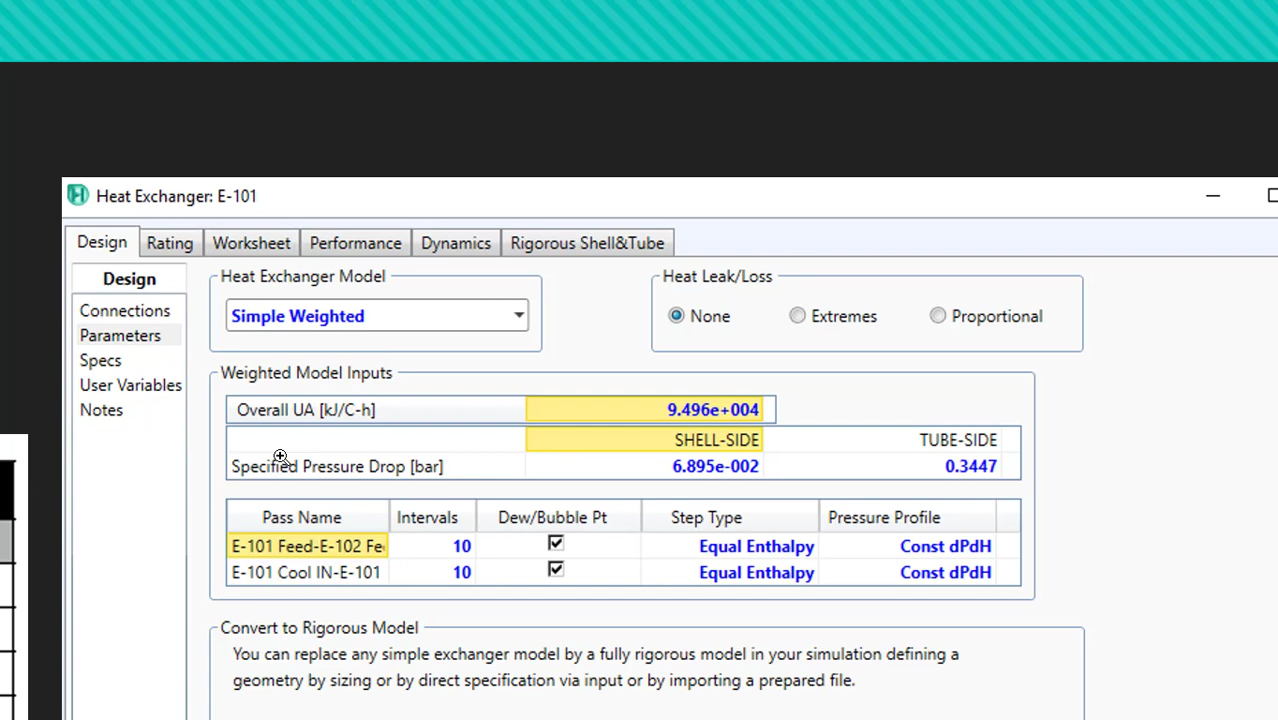 Heat Exchanger: E-101
Design Rating Worksheet Performance Dynamics Rigorous Shell&Tube
Design
Connections
Parameters
Specs
User Variables
Notes
Heat Exchanger Model
Simple Weighted
Heat Leak/Loss
None Extremes Proportional
Weighted Model Inputs
Overall UA [kJ/C-h] 9.496e+004
SHELL-SIDE TUBE-SIDE
Specified Pressure Drop [bar] 6.895e-002 0.3447
Pass Name Intervals Dew/Bubble Pt Step Type Pressure Profile
E-101 Feed-E-102 Fe 10 Equal Enthalpy Const dPdH
E-101 Cool IN-E-101 10 Equal Enthalpy Const dPdH
Convert to Rigorous Model
You can replace any simple exchanger model by a fully rigorous model in your simulation defining a
geometry by sizing or by direct specification via input or by importing a prepared file.